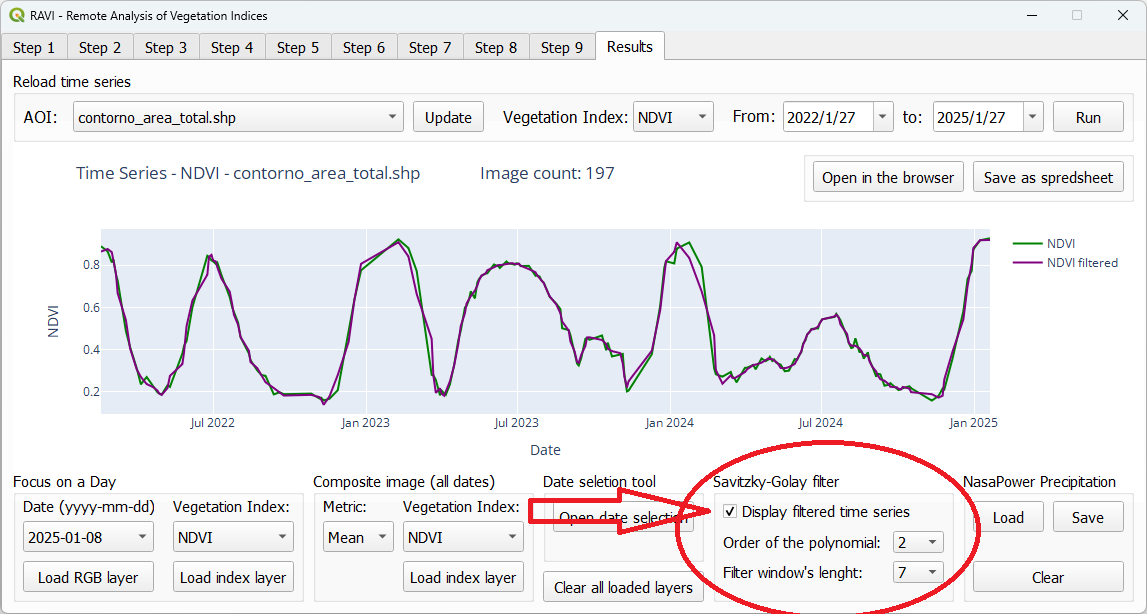 RAVI - Remote Analysis of Vegetation Indices
Step 1 Step 2 Step 3 Step 4 Step 5 Step 6 Step 7 Step 8 Step 9 Results
Reload time series
AOI: contorno_area_total.shp Update Vegetation Index: NDVI From: 2022/1/27 to: 2025/1/27 Run
Time Series - NDVI - contorno_area_total.shp Image count: 197 Open in the browser Save as spredsheet
NDVI
NDVI filtered
0.8
0.6
NDVI
0.4
0.2
Jul 2022 Jan 2023 Jul 2023 Jan 2024 Jul 2024 Jan 2025
Date
Focus on a Day Composite image (all dates) Date seletion tool Savitzky-Golay filter NasaPower Precipitation
Date (yyyy-mm-dd) Vegetation Index: Metric: Vegetation Index: Open date selection Display filtered time series Load Save
2025-01-08 NDVI Mean NDVI Order of the polynomial: 2
Load RGB layer Load index layer Load index layer Clear all loaded layers Filter window's lenght: 7 Clear